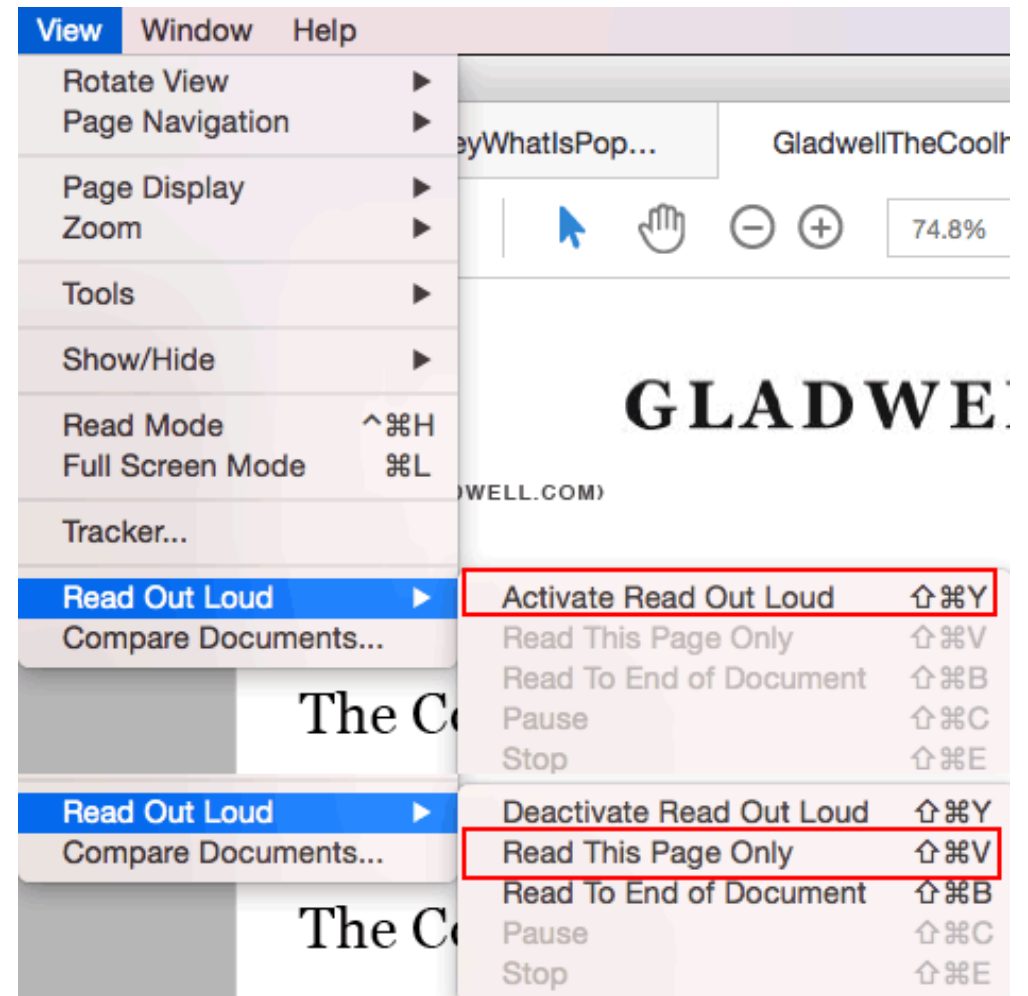 View Window Help
Rotate View ▶
Page Navigation ▶
eyWhatIsPop... GladwellTheCoolh
Page Display ▶
Zoom ▶
74.8%
Tools ▶
Show/Hide ▶
GLADWEL
Read Mode ^⌘H
Full Screen Mode ⌘L
WELL.COM)
Tracker...
Read Out Loud ▶ Activate Read Out Loud ⇧⌘Y
Compare Documents... Read This Page Only ⇧⌘V
Read To End of Document ⇧⌘B
The Co Pause ⇧⌘C
Stop ⇧⌘E
Read Out Loud ▶ Deactivate Read Out Loud ⇧⌘Y
Compare Documents... Read This Page Only ⇧⌘V
Read To End of Document ⇧⌘B
The Co Pause ⇧⌘C
Stop ⇧⌘E